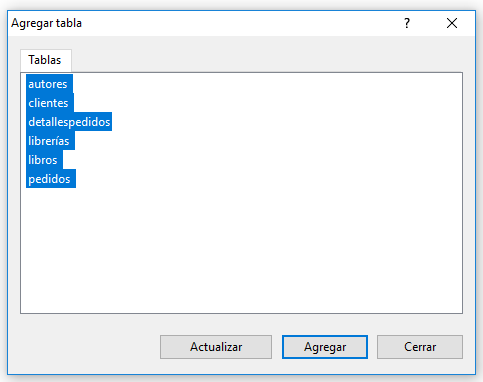 Agregar tabla
?
Tablas
autores
clientes
detallespedidos
librerías
libros
pedidos
Actualizar
Agregar
Cerrar